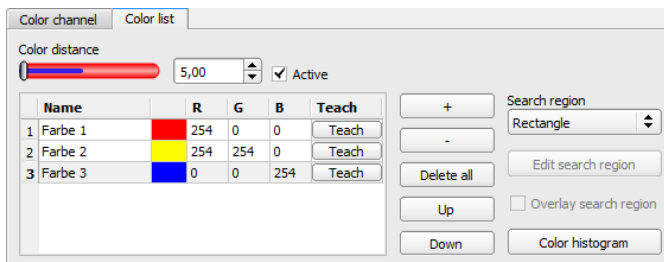 Color channel Color list
Color distance
5,00 Active
Name R G B Teach
1 Farbe 1 254 0 0 Teach
2 Farbe 2 254 254 0 Teach
3 Farbe 3 0 0 254 Teach
+
-
Delete all
Up
Down
Search region
Rectangle
Edit search region
Overlay search region
Color histogram